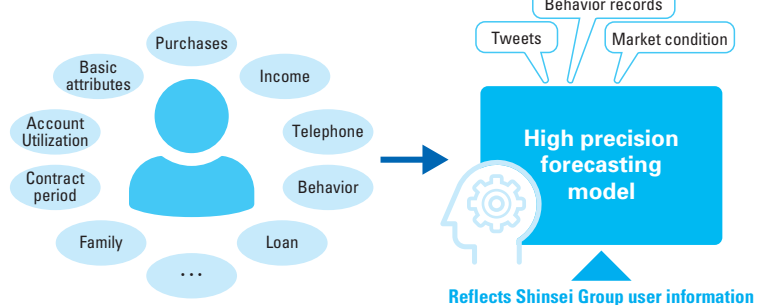 Purchases
Basic
attributes
Income
Account
Utilization
Telephone
Contract
period
Behavior
Family
Loan
...
Behavior records
Tweets
Market condition
High precision
forecasting
model
Reflects Shinsei Group user information